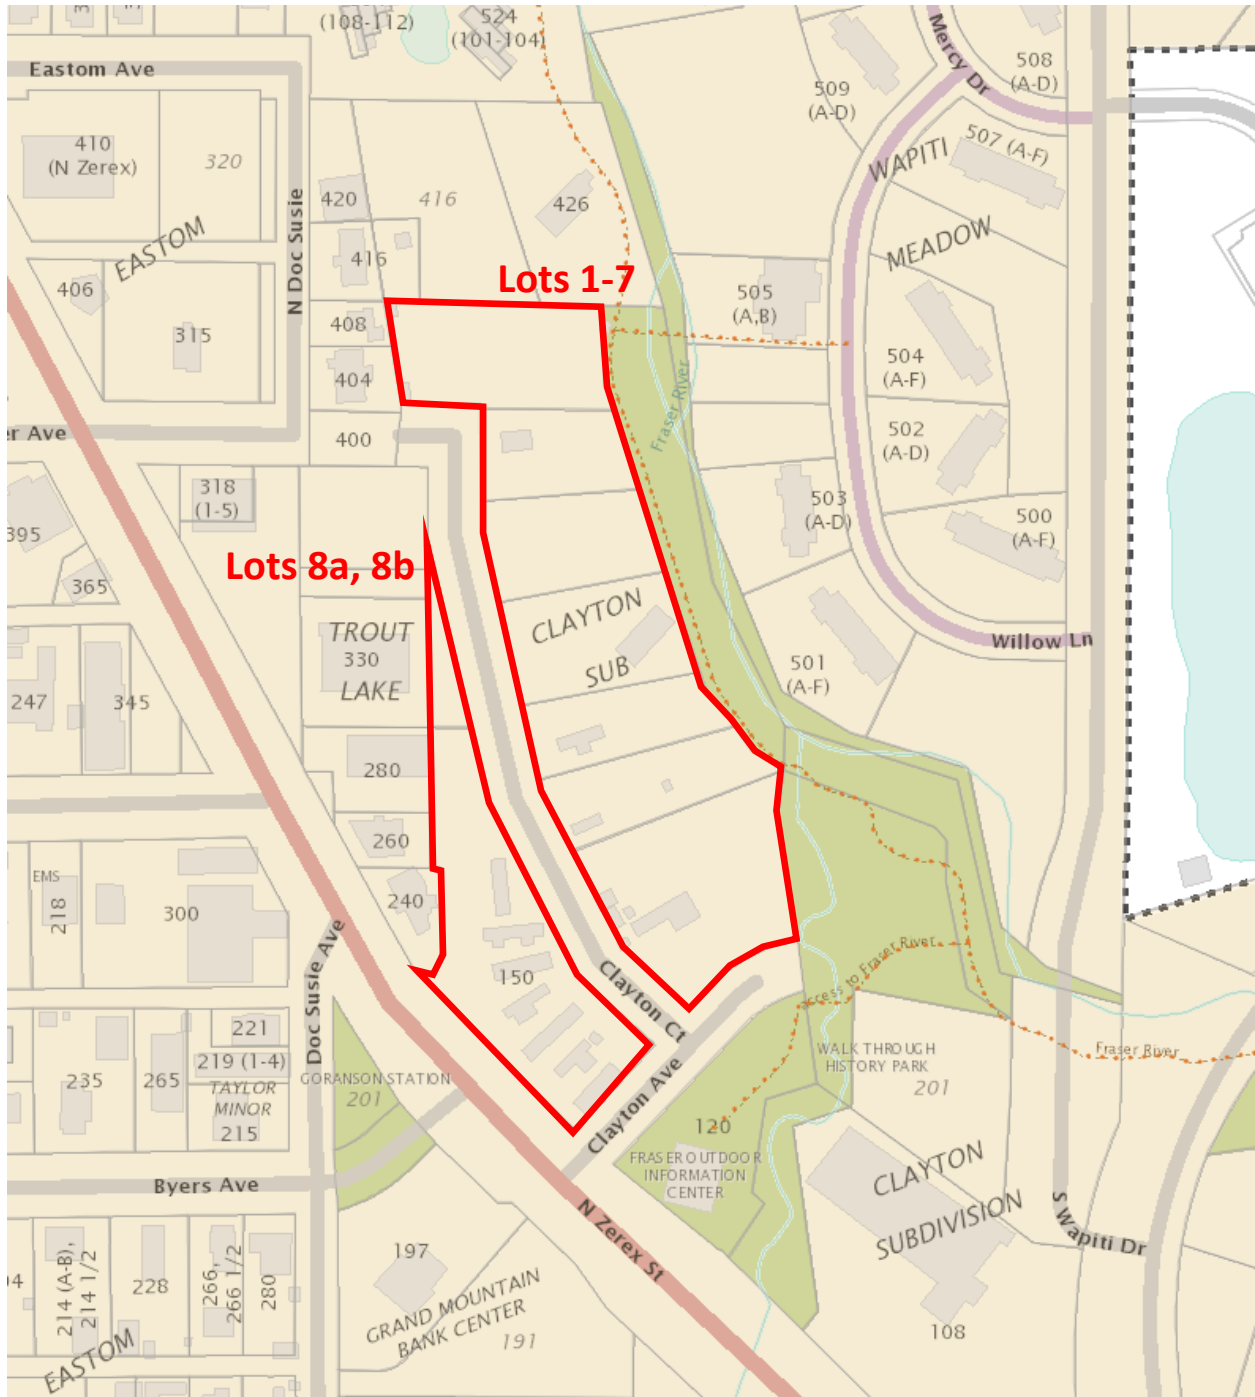 (108-112)
524
(101-104)
Mercy Dr
508
(A-D)
Eastom Ave
509
(A-D)
410
(N Zerex)
320
507 (A-F)
WAPITI
N Doc Susie
420
416
426
MEADOW
EASTOM
416
406
Lots 1-7
505
(A,B)
315
408
404
504
(A-F)
Fraser River
er Ave
400
502
(A-D)
318
(1-5)
503
(A-D)
500
(A-F)
395
365
Lots 8a, 8b
CLAYTON
SUB
TROUT
330
LAKE
Willow Ln
501
(A-F)
247
345
280
260
EMS
218
300
240
Doc Susie Ave
150
Clayton Ct
access to Fraser River
221
219 (1-4)
235
265
TAYLOR
MINOR
215
GORANSON STATION
201
Clayton Ave
WALK THROUGH
HISTORY PARK
201
Fraser River
120
FRASER OUTDOOR
INFORMATION
CENTER
CLAYTON
SUBDIVISION
Byers Ave
N Zerex St
S Wapiti Dr
214 (A-B),
214 1/2
228
266,
266 1/2
280
197
GRAND MOUNTAIN
BANK CENTER
191
108
EASTOM